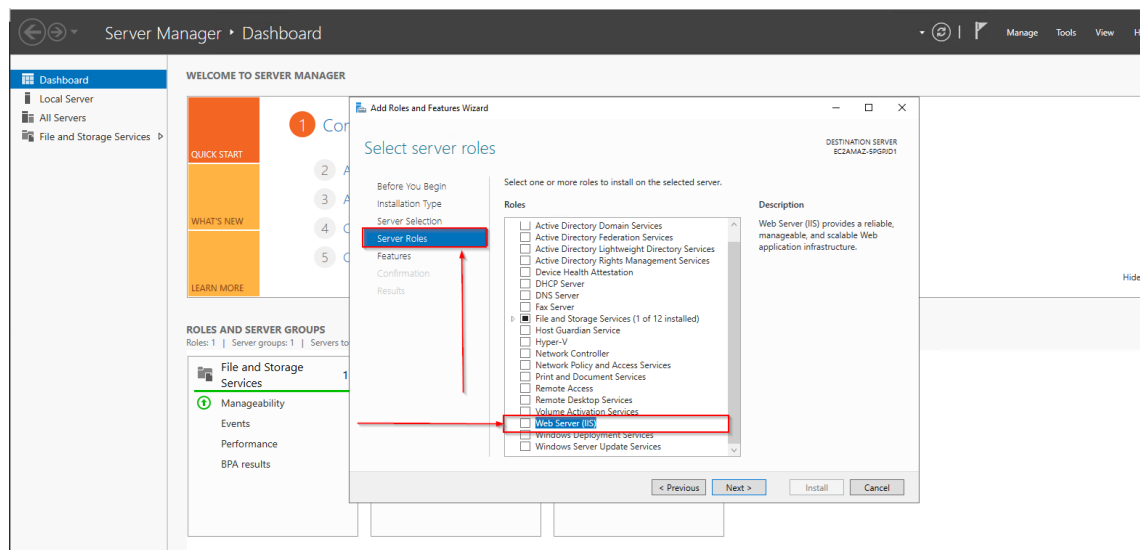 Server Manager • Dashboard
Manage Tools View H
Dashboard
Local Server
All Servers
File and Storage Services
WELCOME TO SERVER MANAGER
QUICK START
WHAT'S NEW
LEARN MORE
1 Cor
2 A
3 A
4
5
Hide
ROLES AND SERVER GROUPS
Roles: 1 | Server groups: 1 | Servers to
File and Storage
Services 1
Manageability
Events
Performance
BPA results
Add Roles and Features Wizard
Select server roles
DESTINATION SERVER
Before You Begin
Installation Type
Server Selection
Server Roles
Features
Confirmation
Results
Select one or more roles to install on the selected server.
Roles
Active Directory Domain Services
Active Directory Federation Services
Active Directory Lightweight Directory Services
Active Directory Rights Management Services
Device Health Attestation
DHCP Server
DNS Server
Fax Server
File and Storage Services (1 of 12 installed)
Host Guardian Service
Hyper-V
Network Controller
Network Policy and Access Services
Print and Document Services
Remote Access
Remote Desktop Services
Volume Activation Services
Web Server (IIS)
Windows Deployment Services
Windows Server Update Services
Description
Web Server (IIS) provides a reliable,
manageable, and scalable Web
application infrastructure.
< Previous Next > Install Cancel